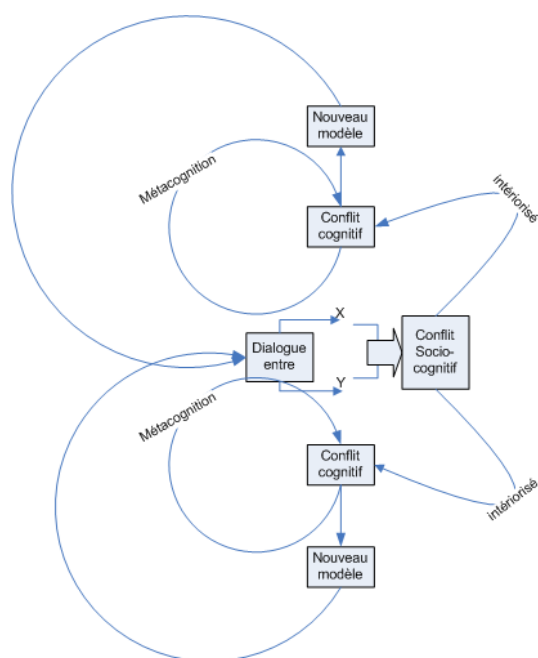 Nouveau
modèle
Métacognition
intériorisé
Conflit
cognitif
X
Dialogue
entre
Conflit
Socio-
cognitif
Y
Métacognition
Conflit
cognitif
intériorisé
Nouveau
modèle